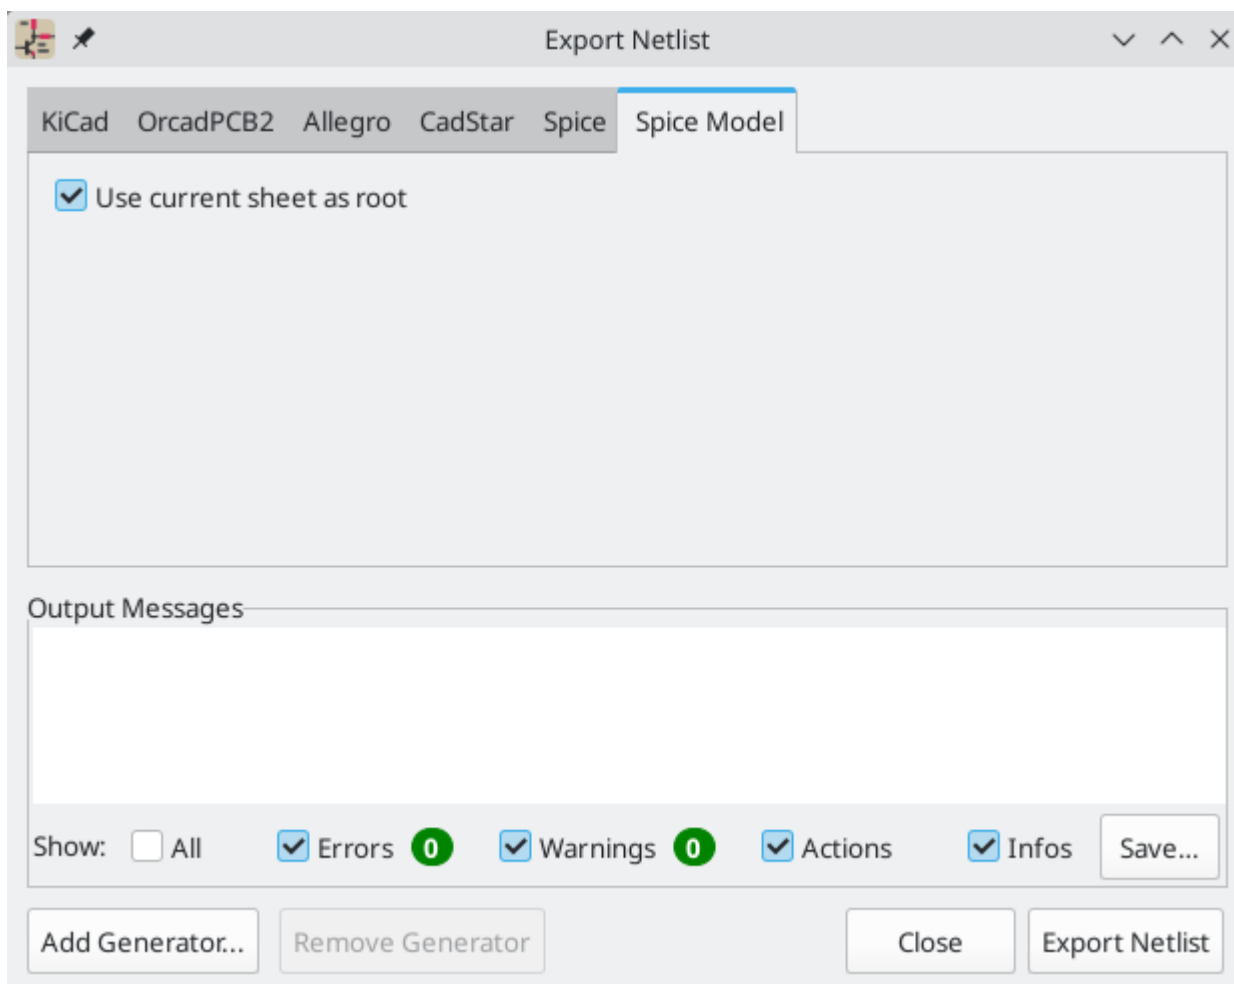 Export Netlist
KiCad OrcadPCB2 Allegro CadStar Spice Spice Model
Use current sheet as root
Output Messages
Show: All Errors 0 Warnings 0 Actions Infos Save...
Add Generator... Remove Generator Close Export Netlist